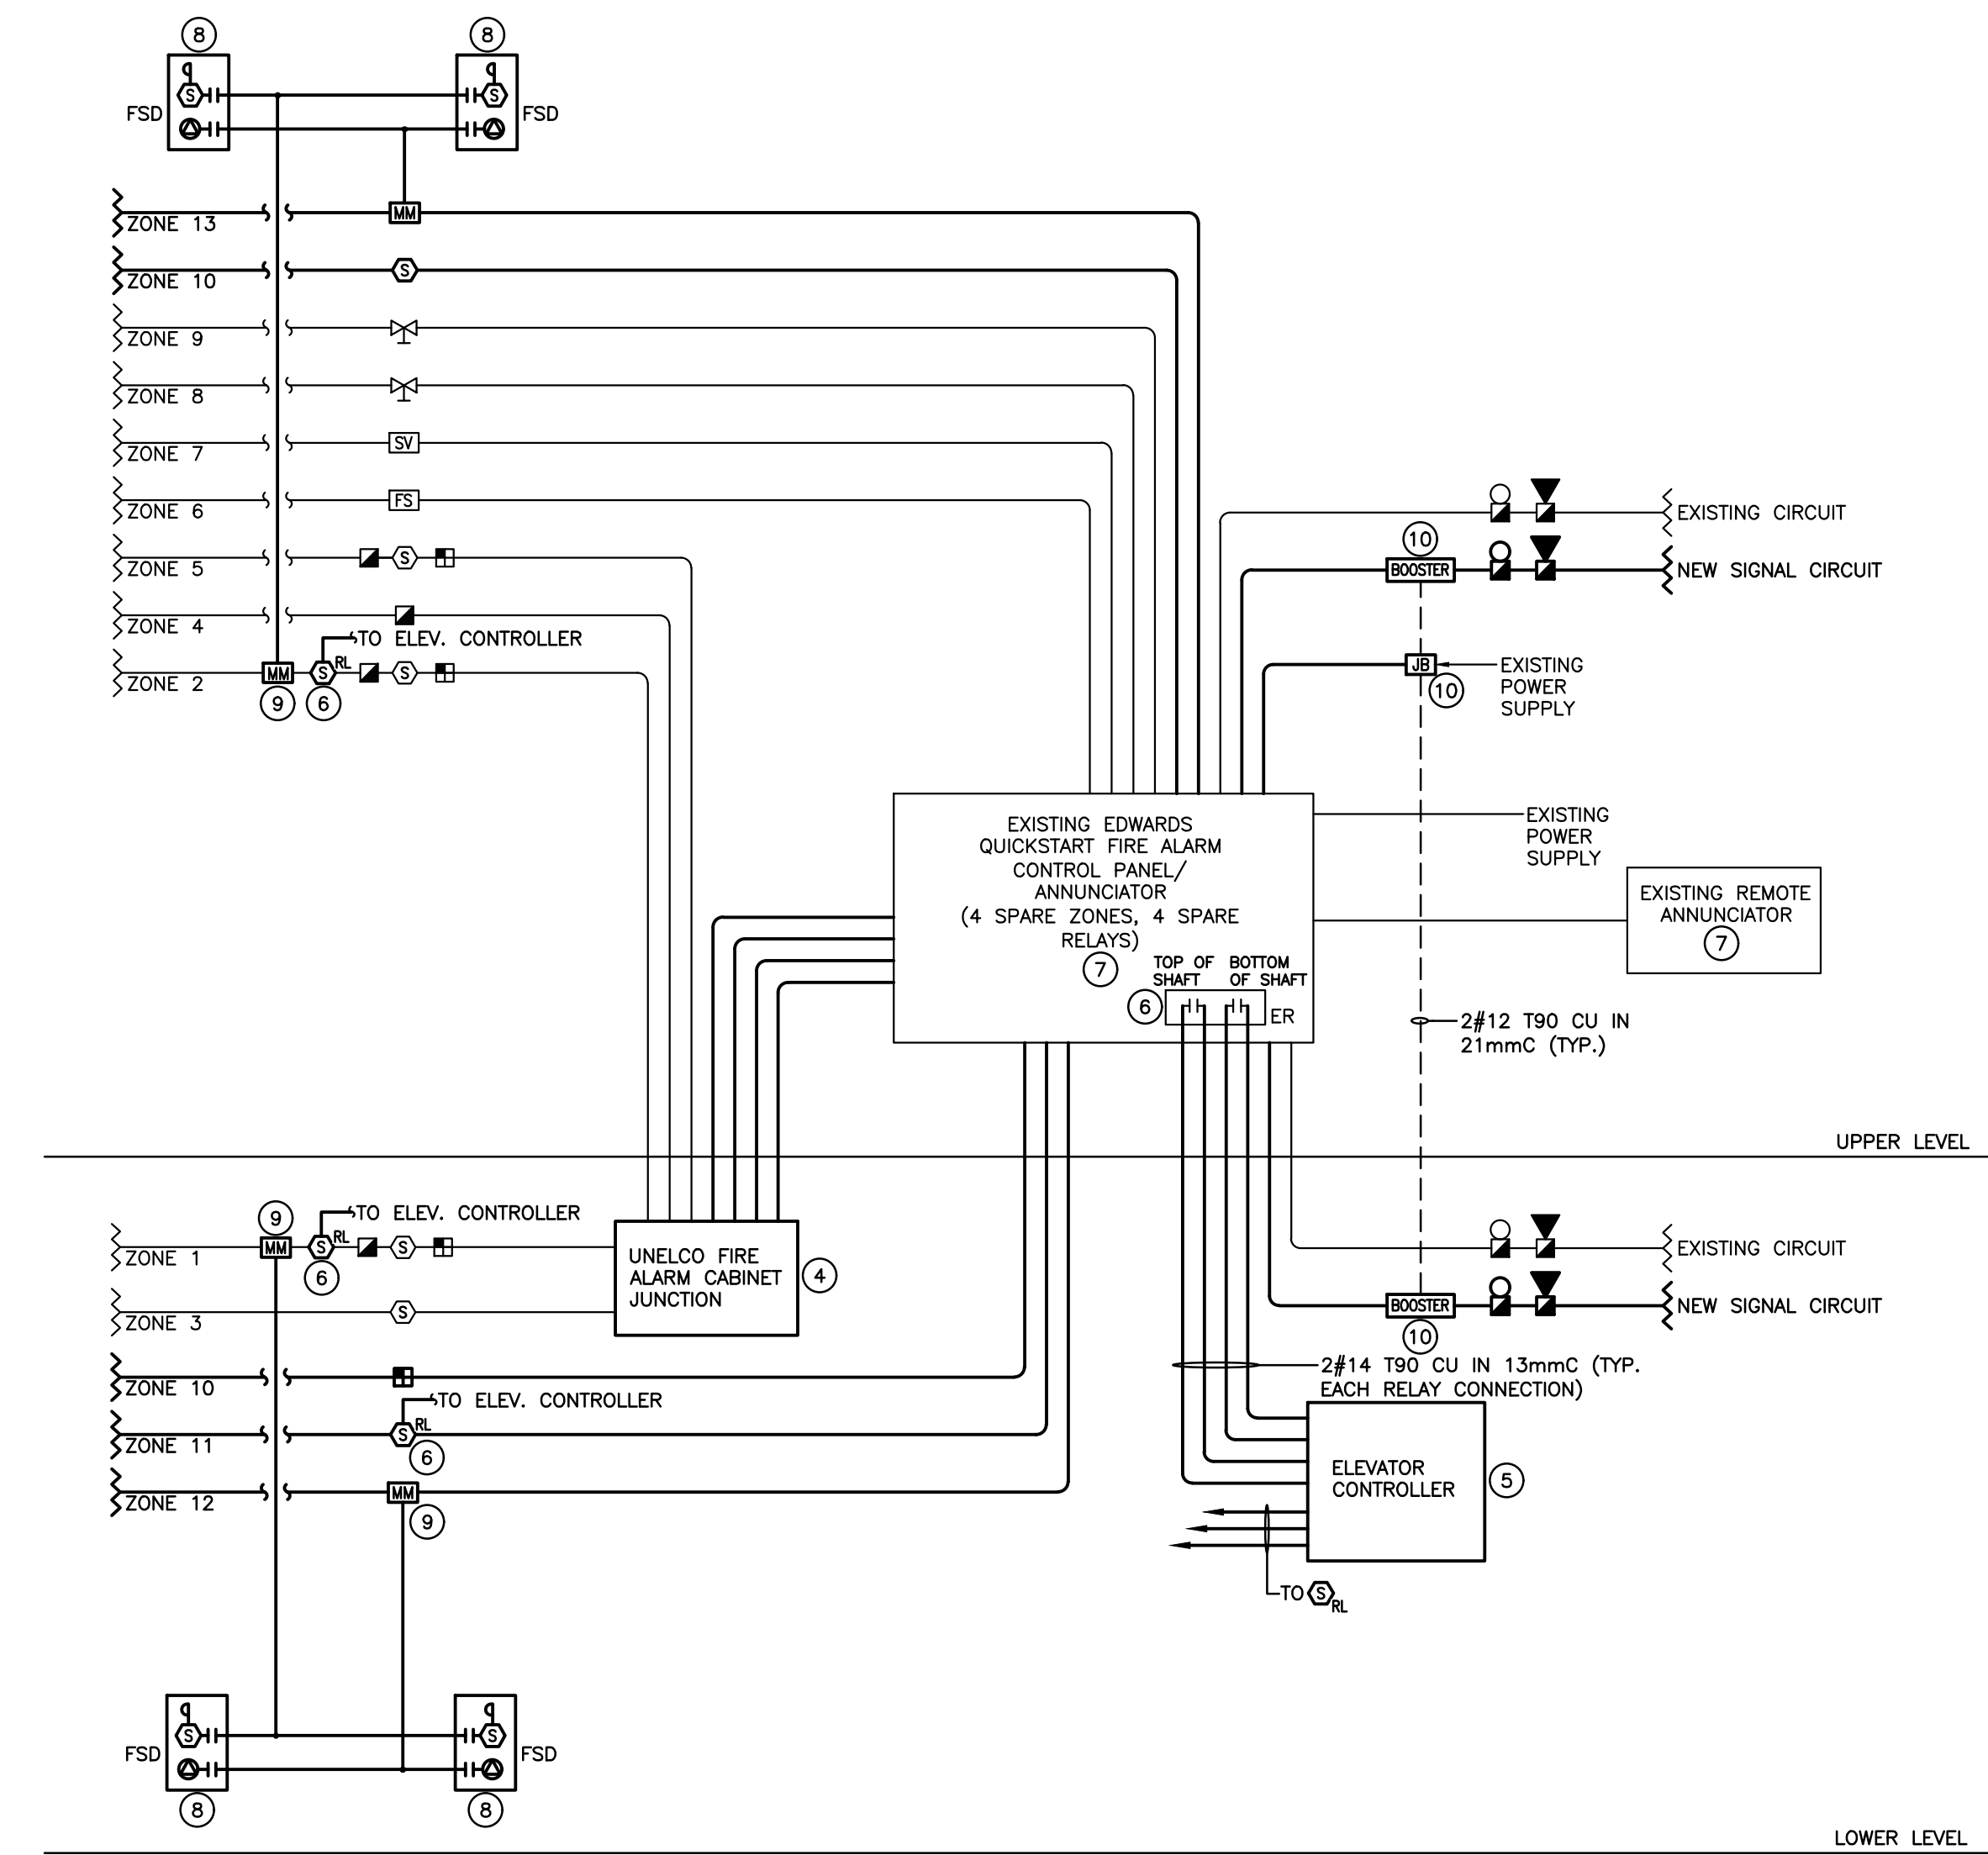 8
8
S
S
FSD
FSD
MM
ZONE 13
S
ZONE 10
ZONE 9
ZONE 8
SV
ZONE 7
FS
ZONE 6
S
ZONE 5
ZONE 4
TO ELEV. CONTROLLER
MM
S
RL
S
ZONE 2
9
6
EXISTING CIRCUIT
10
BOOSTER
NEW SIGNAL CIRCUIT
JB
EXISTING
POWER
SUPPLY
10
EXISTING EDWARDS
QUICKSTART FIRE ALARM
CONTROL PANEL/
ANNUNCIATOR
(4 SPARE ZONES, 4 SPARE
RELAYS)
7
TOP OF
SHAFT
BOTTOM
OF SHAFT
6
ER
EXISTING
POWER
SUPPLY
EXISTING REMOTE
ANNUNCIATOR
7
2#12 T90 CU IN
21mmC (TYP.)
UPPER LEVEL
9
TO ELEV. CONTROLLER
MM
S
RL
S
ZONE 1
6
UNELCO FIRE
ALARM CABINET
JUNCTION
4
S
ZONE 3
ZONE 10
TO ELEV. CONTROLLER
S
RL
ZONE 11
6
MM
ZONE 12
9
EXISTING CIRCUIT
BOOSTER
NEW SIGNAL CIRCUIT
10
2#14 T90 CU IN 13mmC (TYP.
EACH RELAY CONNECTION)
ELEVATOR
CONTROLLER
5
TO S
RL
S
S
FSD
FSD
8
8
LOWER LEVEL